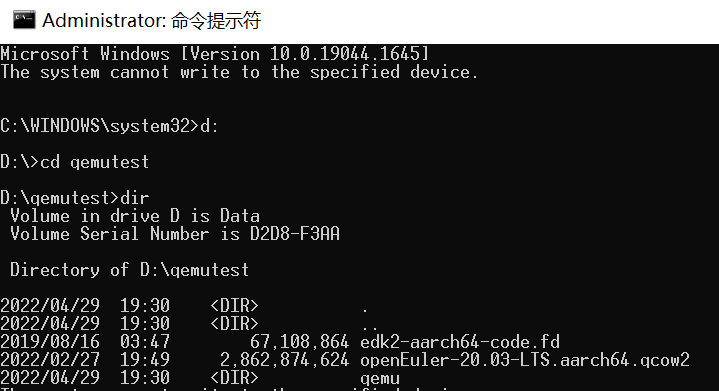 Administrator: 命令提示符
Microsoft Windows [Version 10.0.19044.1645]
The system cannot write to the specified device.
C:\WINDOWS\system32>d:
D:\>cd qemutest
D:\qemutest>dir
 Volume in drive D is Data
 Volume Serial Number is D2D8-F3AA
 Directory of D:\qemutest
2022/04/29  19:30    <DIR>          .
2022/04/29  19:30    <DIR>          ..
2019/08/16  03:47        67,108,864 edk2-aarch64-code.fd
2022/02/27  19:49     2,862,874,624 openEuler-20.03-LTS.aarch64.qcow2
2022/04/29  19:30    <DIR>          qemu